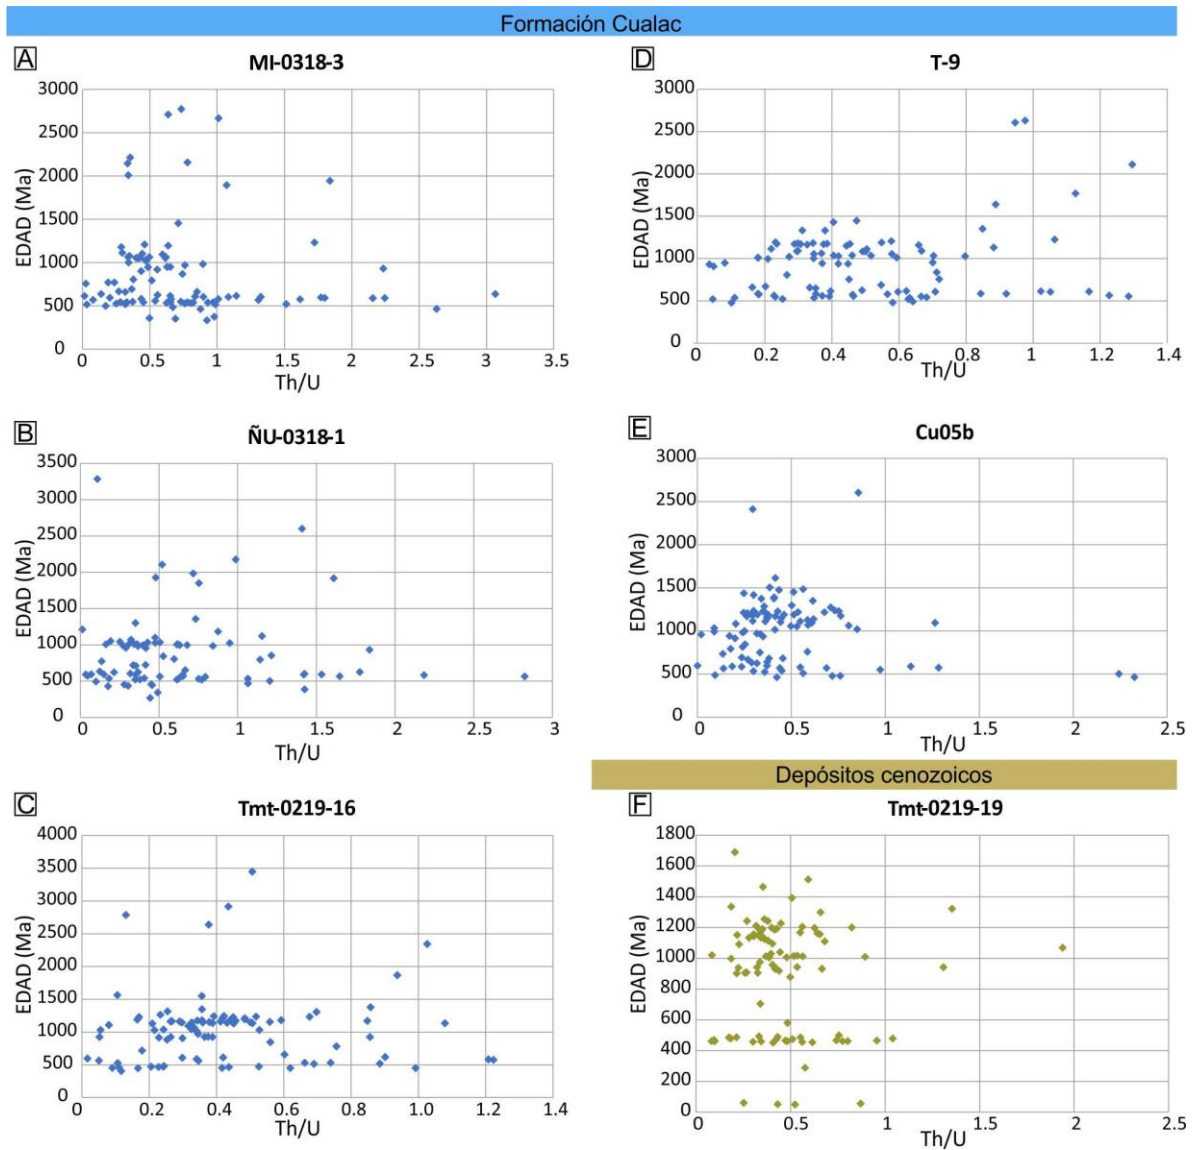 Formación Cualac
A
MI-0318-3
3000
2500
2000
1500
1000
500
0
EDAD (Ma)
0 0.5 1 1.5 2 2.5 3 3.5
Th/U
D
T-9
3000
2500
2000
1500
1000
500
0
EDAD (Ma)
0 0.2 0.4 0.6 0.8 1 1.2 1.4
Th/U
B
ÑU-0318-1
3500
3000
2500
2000
1500
1000
500
0
EDAD (Ma)
0 0.5 1 1.5 2 2.5 3
Th/U
E
Cu05b
3000
2500
2000
1500
1000
500
0
EDAD (Ma)
0 0.5 1 1.5 2 2.5
Th/U
C
Tmt-0219-16
4000
3500
3000
2500
2000
1500
1000
500
0
EDAD (Ma)
0 0.2 0.4 0.6 0.8 1.0 1.2 1.4
Th/U
Depósitos cenozoicos
F
Tmt-0219-19
1800
1600
1400
1200
1000
800
600
400
200
0
EDAD (Ma)
0 0.5 1 1.5 2 2.5
Th/U